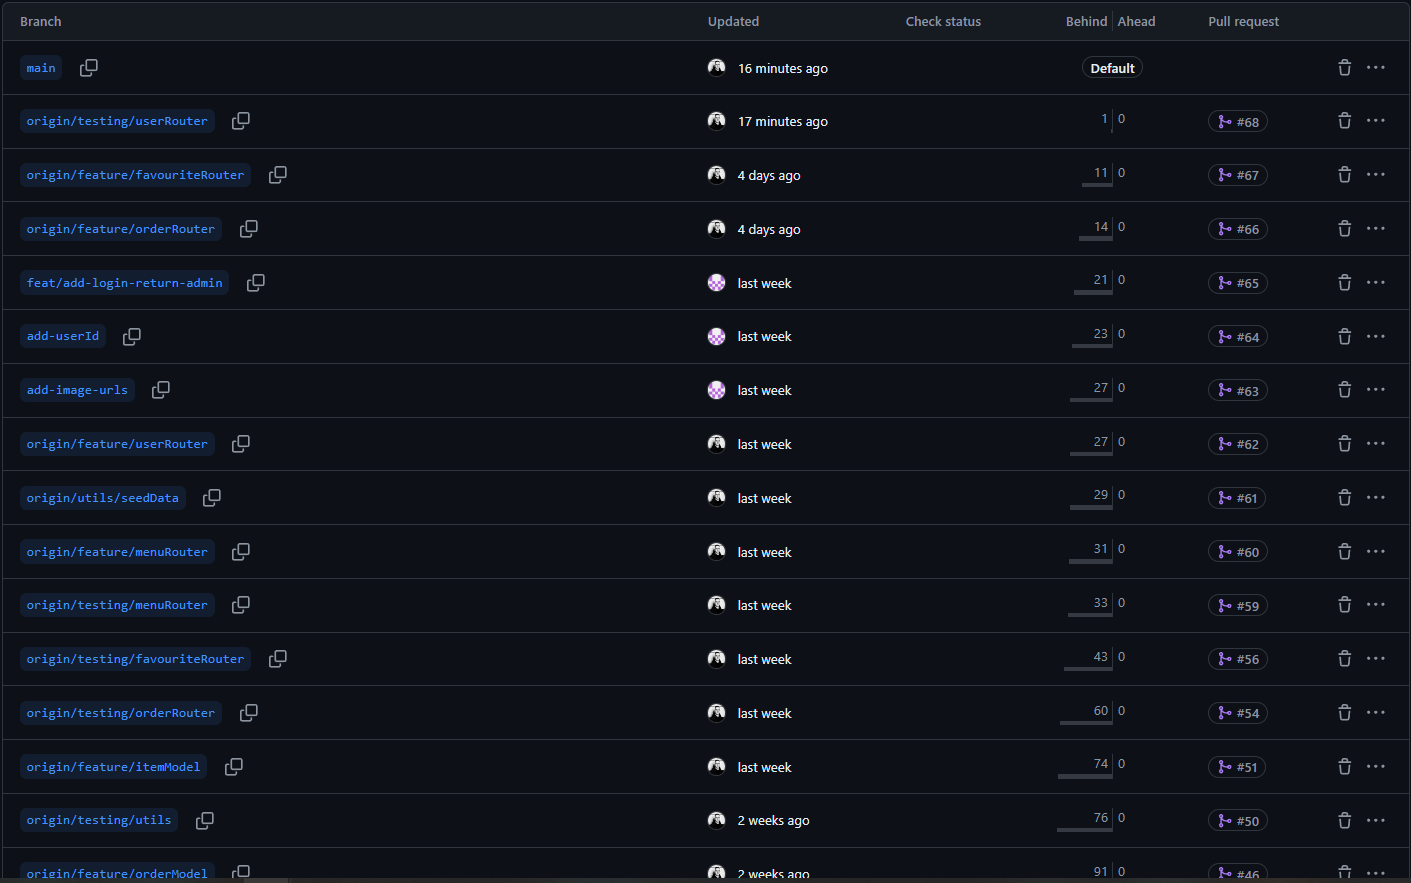 Branch Updated Check status Behind Ahead Pull request
main 16 minutes ago Default
origin/testing/userRouter 17 minutes ago 1 0 #68
origin/feature/favouriteRouter 4 days ago 11 0 #67
origin/feature/orderRouter 4 days ago 14 0 #66
feat/add-login-return-admin last week 21 0 #65
add-userId last week 23 0 #64
add-image-urls last week 27 0 #63
origin/feature/userRouter last week 27 0 #62
origin/utils/seedData last week 29 0 #61
origin/feature/menuRouter last week 31 0 #60
origin/testing/menuRouter last week 33 0 #59
origin/testing/favouriteRouter last week 43 0 #56
origin/testing/orderRouter last week 60 0 #54
origin/feature/itemModel last week 74 0 #51
origin/testing/utils 2 weeks ago 76 0 #50
origin/feature/orderModel 2 weeks ago 91 0 #46